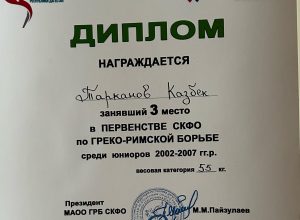 ДИПЛОМ
НАГРАЖДАЕТСЯ
Тарканов Казбек
занявший 3 место
в ПЕРВЕНСТВЕ СКФО
по ГРЕКО-РИМСКОЙ БОРЬБЕ
среди юниоров 2002-2007 гг.р.
весовая категория 55 кг.
Президент
МАОО ГРБ СКФО М.М.Пайзулаев